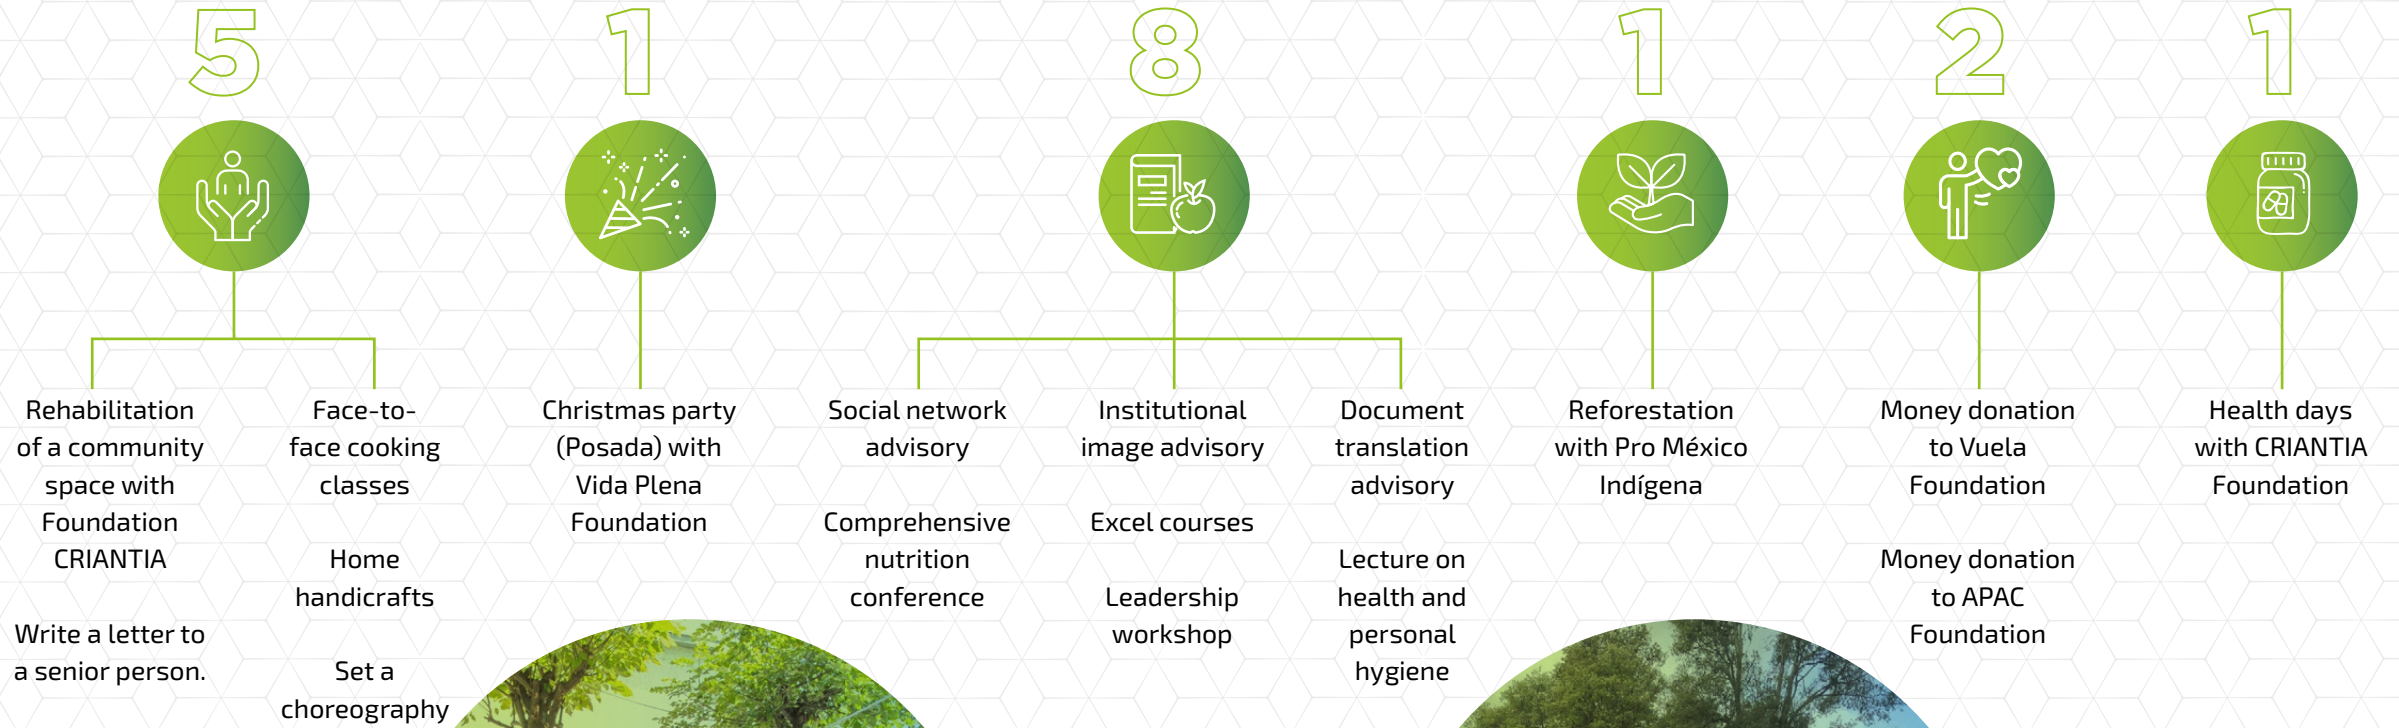 5
Rehabilitation
of a community
space with
Foundation
CRIANTIA
Write a letter to
a senior person.
Face-to-
face cooking
classes
Home
handicrafts
Set a
choreography
1
Christmas party
(Posada) with
Vida Plena
Foundation
8
Social network
advisory
Comprehensive
nutrition
conference
Institutional
image advisory
Excel courses
Leadership
workshop
Document
translation
advisory
Lecture on
health and
personal
hygiene
1
Reforestation
with Pro México
Indígena
2
Money donation
to Vuela
Foundation
Money donation
to APAC
Foundation
1
Health days
with CRIANTIA
Foundation